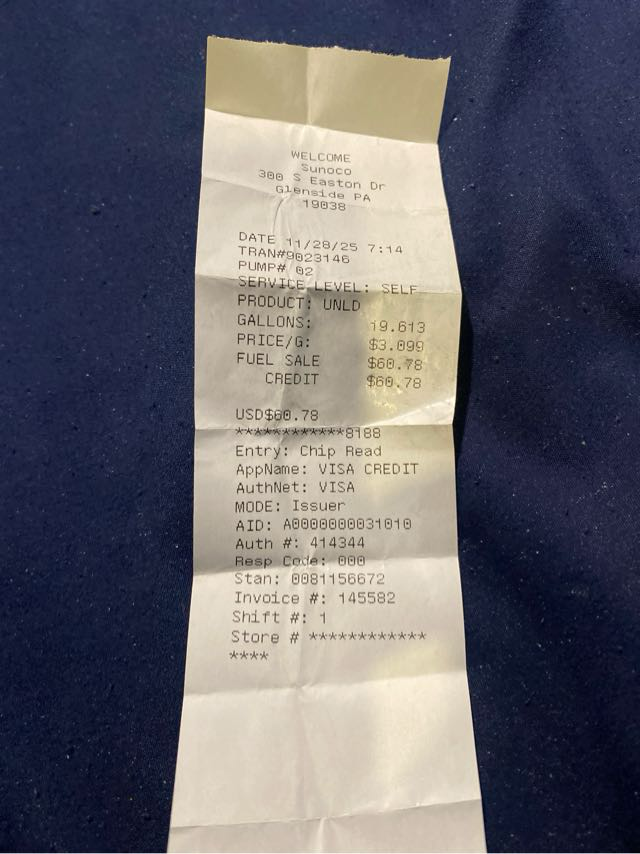 WELCOME
Sunoco
300 S Easton Dr
Glenside PA
19038
DATE 11/28/25 7:14
TRAN#9023146
PUMP# 02
SERVICE LEVEL: SELF
PRODUCT: UNLD
GALLONS: 19.613
PRICE/G: $3.099
FUEL SALE $60.78
CREDIT $60.78
USD$60.78
************8188
Entry: Chip Read
AppName: VISA CREDIT
AuthNet: VISA
MODE: Issuer
AID: A0000000031010
Auth #: 414344
Resp Code: 000
Stan: 0081156672
Invoice #: 145582
Shift #: 1
Store # ************
****